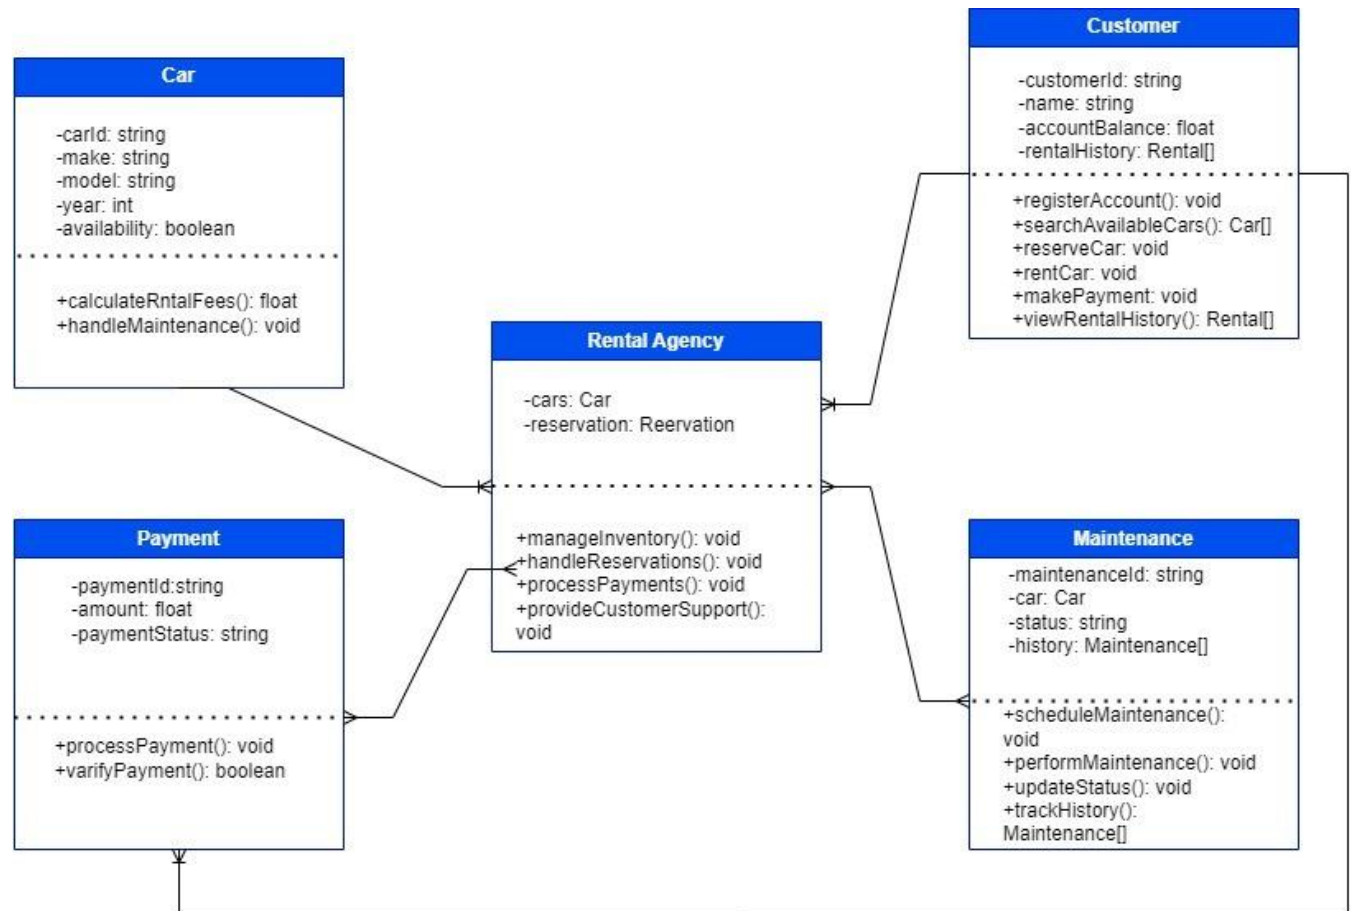 Car
-carId: string
-make: string
-model: string
-year: int
-availability: boolean
+calculateRntalFees(): float
+handleMaintenance(): void
Customer
-customerId: string
-name: string
-accountBalance: float
-rentalHistory: Rental[]
+registerAccount(): void
+searchAvailableCars(): Car[]
+reserveCar: void
+rentCar: void
+makePayment: void
+viewRentalHistory(): Rental[]
Rental Agency
-cars: Car
-reservation: Reervation
+manageInventory(): void
+handleReservations(): void
+processPayments(): void
+provideCustomerSupport():
void
Payment
-paymentId:string
-amount: float
-paymentStatus: string
+processPayment(): void
+varifyPayment(): boolean
Maintenance
-maintenanceId: string
-car: Car
-status: string
-history: Maintenance[]
+scheduleMaintenance():
void
+performMaintenance(): void
+updateStatus(): void
+trackHistory():
Maintenance[]